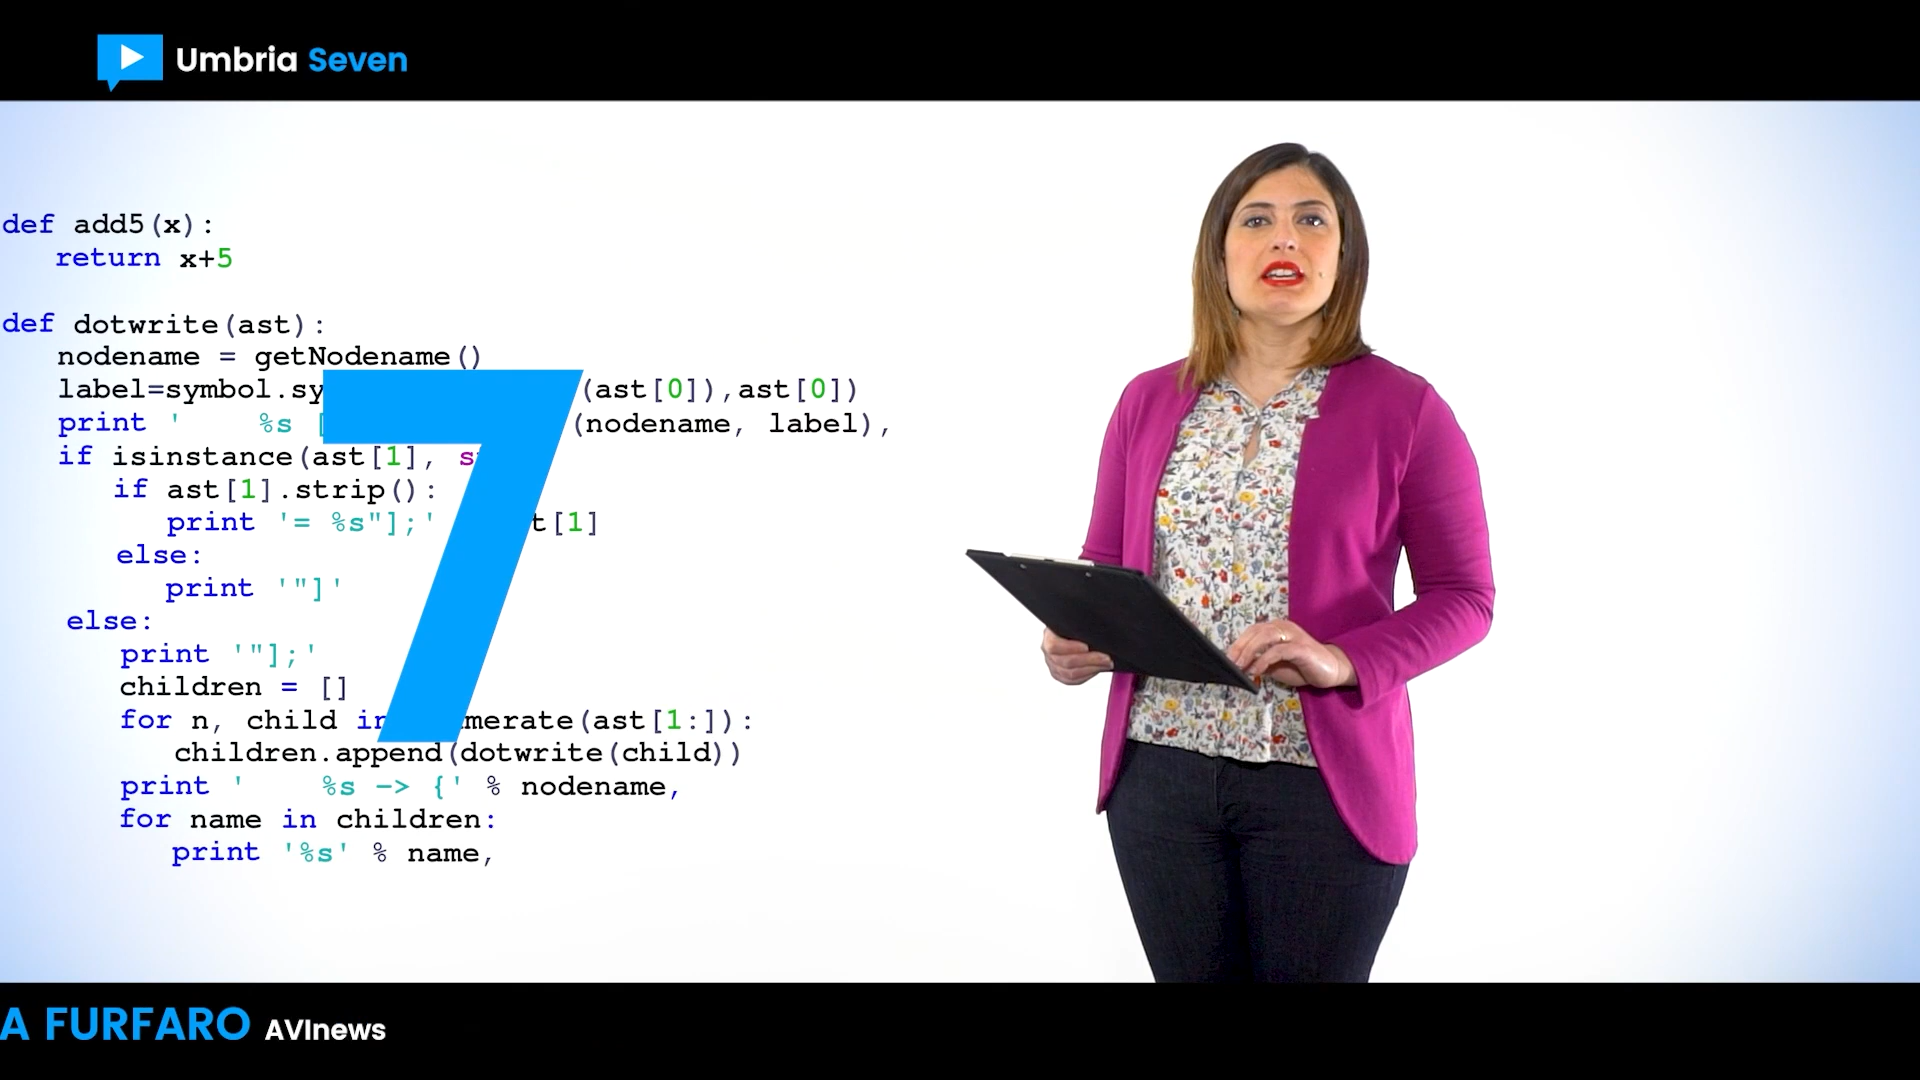 Umbria Seven
def add5(x):
return x+5
def dotwrite(ast):
nodename = getNodename()
label=symbol.sy (ast[0]),ast[0])
print ' %s [ (nodename, label),
if isinstance(ast[1],
if ast[1].strip():
print '= %s"];' t[1]
else:
print '"]'
else:
print '"];'
children = []
for n, child in merate(ast[1:]):
children.append(dotwrite(child))
print ' %s -> {' % nodename,
for name in children:
print '%s' % name,
7
A FURFARO AVInews